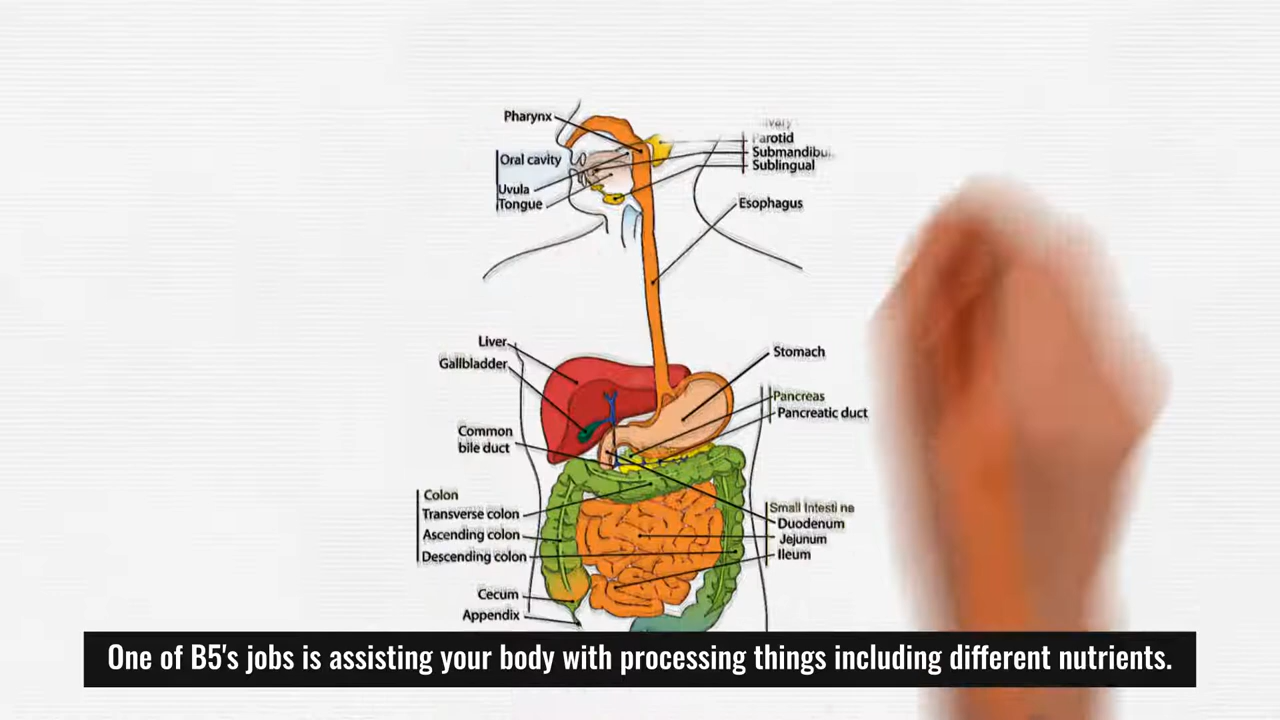 Pharynx
Oral cavity
Uvula
Tongue
Parotid
Sublingual
Esophagus
Liver
Gallbladder
Common
bile duct
Stomach
Pancreas
Pancreatic duct
Colon
Transverse colon
Ascending colon
Descending colon
Cecum
Appendix
Small Intesti ne
Duodenum
Jejunum
Ileum
One of B5's jobs is assisting your body with processing things including different nutrients.